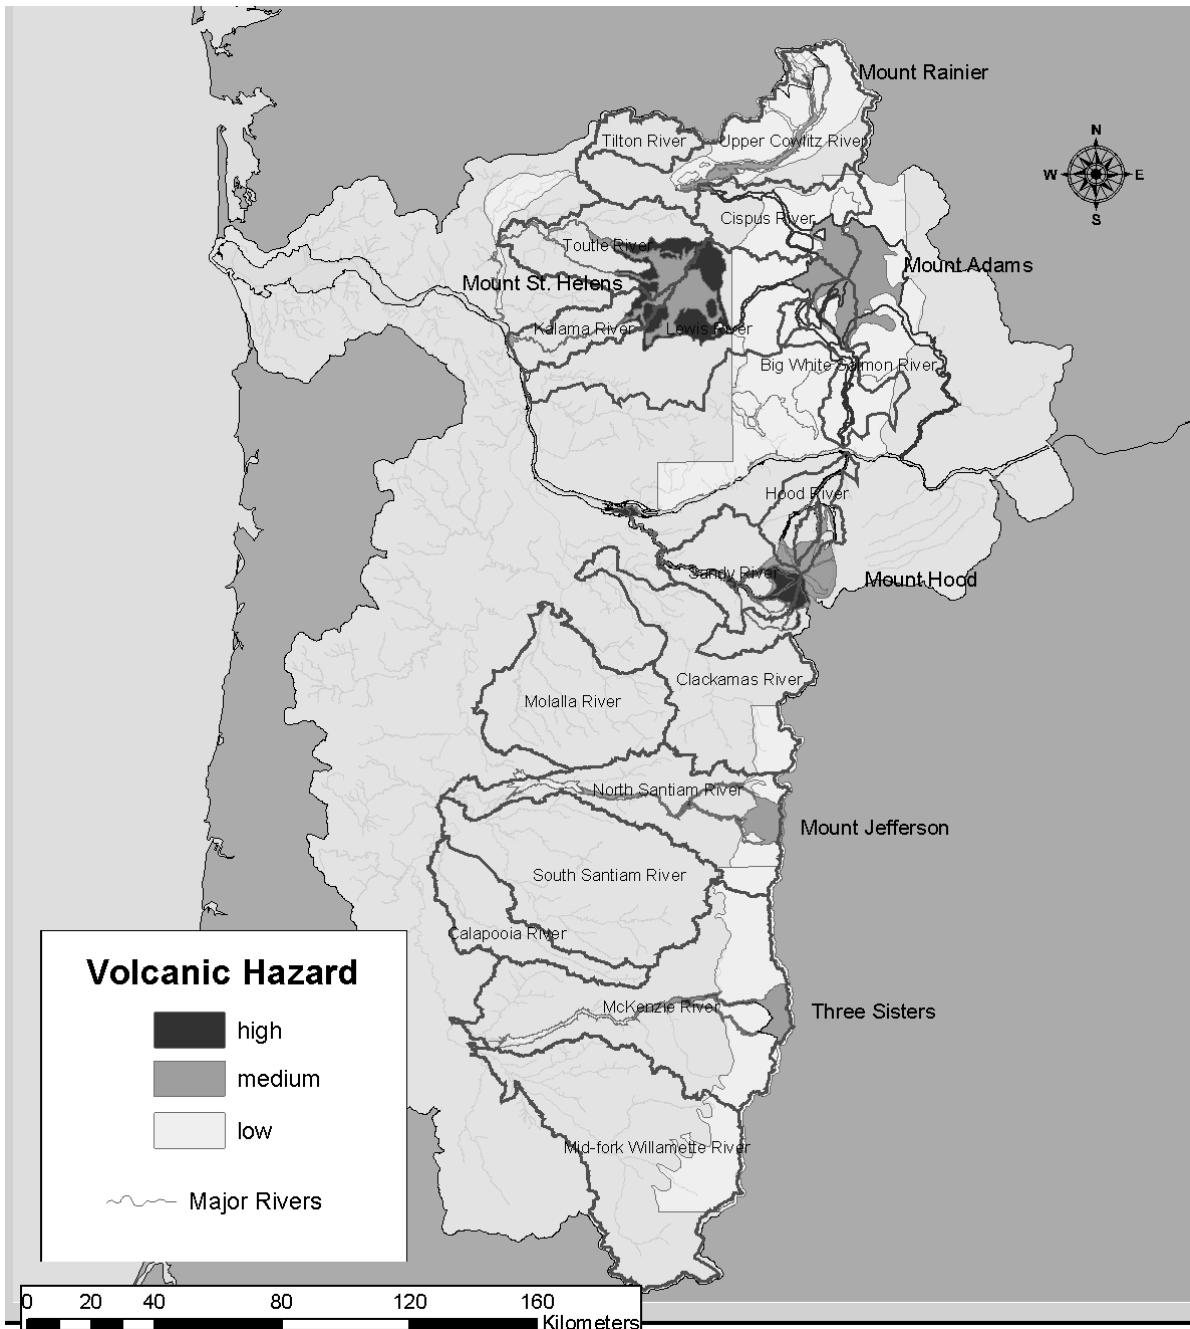 Mount Rainier
Tilton River
Upper Cowlitz River
N
W
E
S
Cispus River
Toutle River
Mount Adams
Mount St. Helens
Kalama River
Lewis River
Big White Salmon River
Hood River
Sandy River
Mount Hood
Clackamas River
Molalla River
North Santiam River
Mount Jefferson
South Santiam River
Calapooia River
McKenzie River
Three Sisters
Mid-fork Willamette River
Volcanic Hazard
high
medium
low
Major Rivers
0 20 40 80 120 160
Kilometers